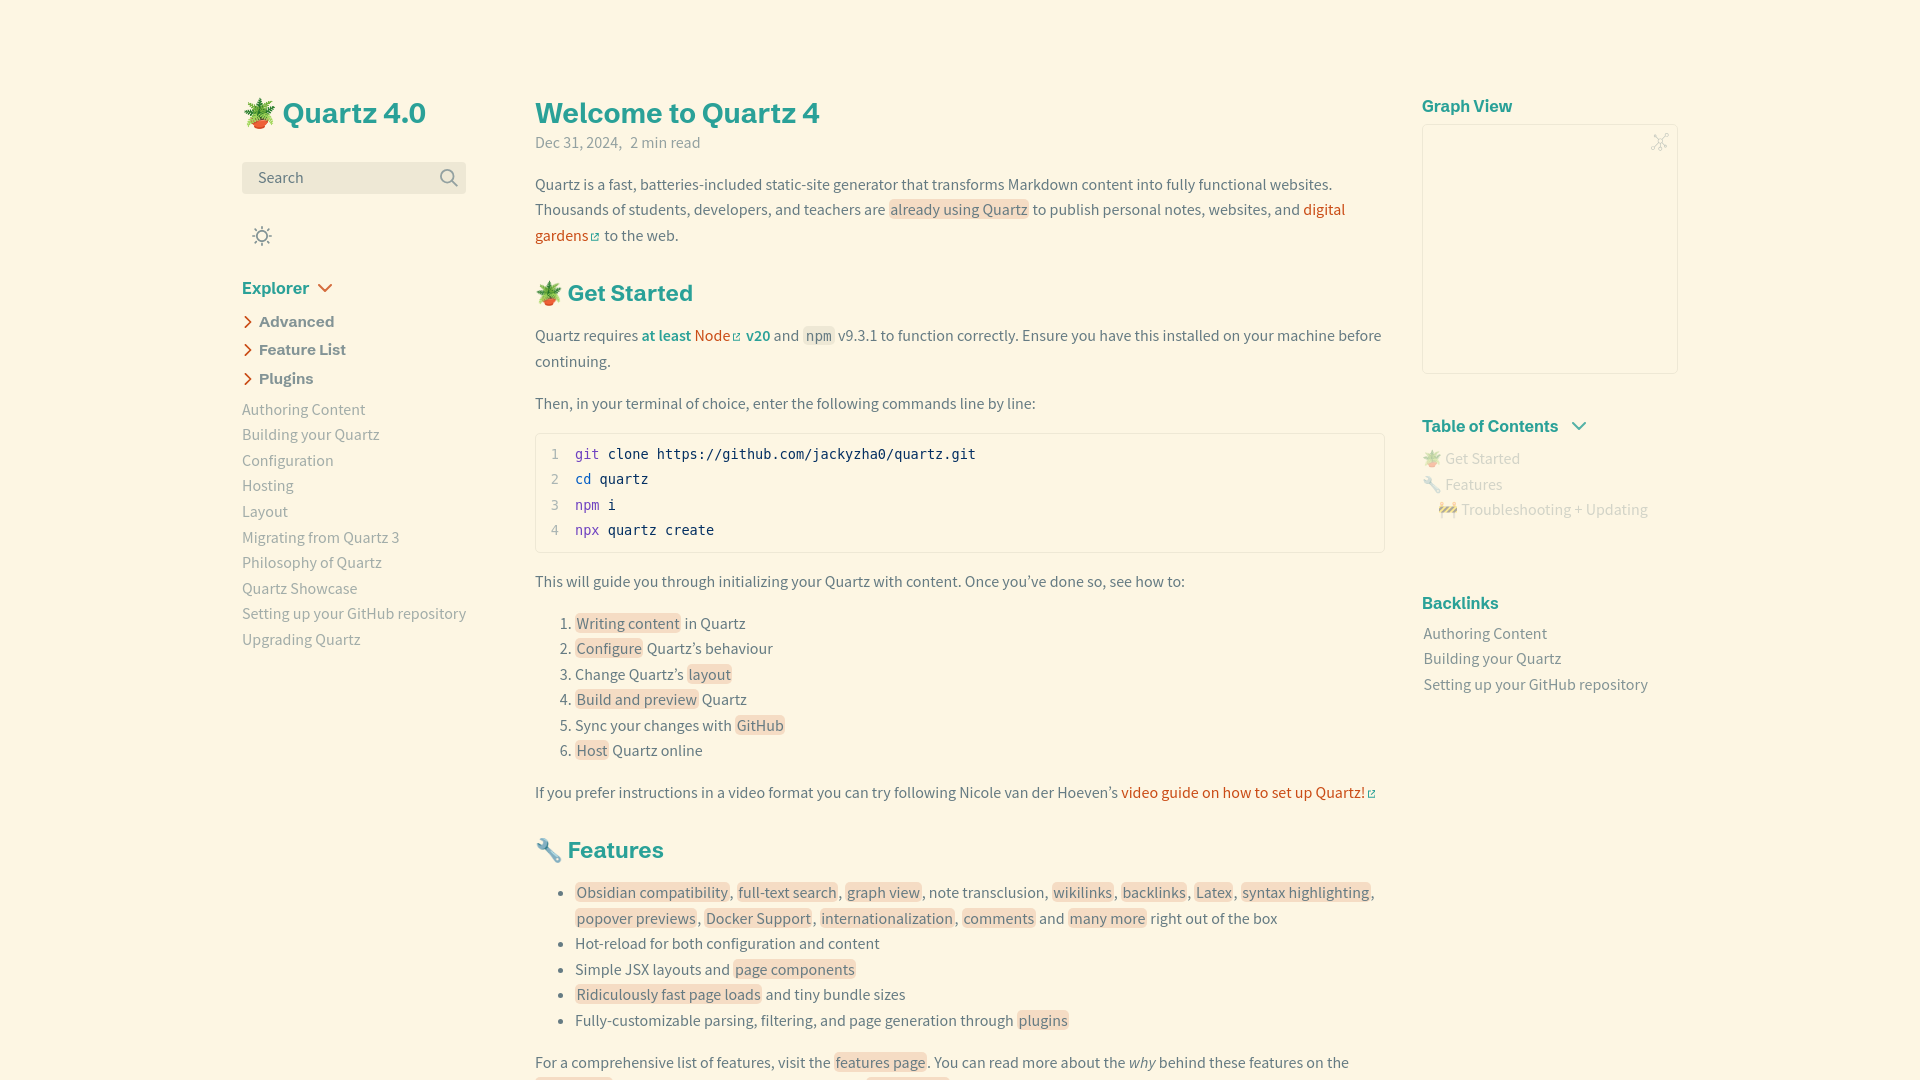 🪴 Quartz 4.0
Search
Explorer
Advanced
Feature List
Plugins
Authoring Content
Building your Quartz
Configuration
Hosting
Layout
Migrating from Quartz 3
Philosophy of Quartz
Quartz Showcase
Setting up your GitHub repository
Upgrading Quartz
Welcome to Quartz 4
Dec 31, 2024, 2 min read
Quartz is a fast, batteries-included static-site generator that transforms Markdown content into fully functional websites.
Thousands of students, developers, and teachers are already using Quartz to publish personal notes, websites, and digital
gardens to the web.
🪴 Get Started
Quartz requires at least Node v20 and npm v9.3.1 to function correctly. Ensure you have this installed on your machine before
continuing.
Then, in your terminal of choice, enter the following commands line by line:
1 git clone https://github.com/jackyzha0/quartz.git
2 cd quartz
3 npm i
4 npx quartz create
This will guide you through initializing your Quartz with content. Once you’ve done so, see how to:
1. Writing content in Quartz
2. Configure Quartz’s behaviour
3. Change Quartz’s layout
4. Build and preview Quartz
5. Sync your changes with GitHub
6. Host Quartz online
If you prefer instructions in a video format you can try following Nicole van der Hoeven’s video guide on how to set up Quartz!
🔧 Features
• Obsidian compatibility, full-text search, graph view, note transclusion, wikilinks, backlinks, Latex, syntax highlighting,
popover previews, Docker Support, internationalization, comments and many more right out of the box
• Hot-reload for both configuration and content
• Simple JSX layouts and page components
• Ridiculously fast page loads and tiny bundle sizes
• Fully-customizable parsing, filtering, and page generation through plugins
For a comprehensive list of features, visit the features page. You can read more about the why behind these features on the
Graph View
Table of Contents
🪴 Get Started
🔧 Features
🚧 Troubleshooting + Updating
Backlinks
Authoring Content
Building your Quartz
Setting up your GitHub repository